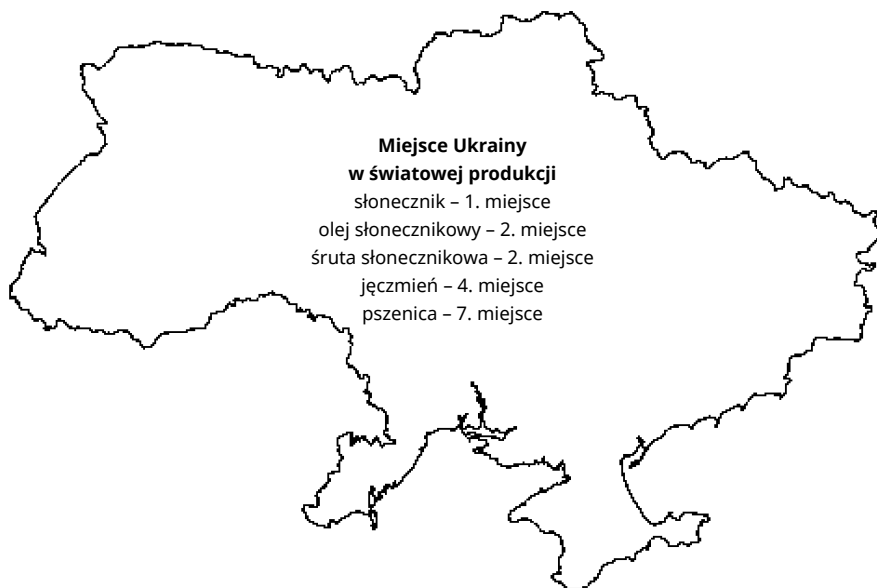 Miejsce Ukrainy
w światowej produkcji
słonecznik – 1. miejsce
olej słonecznikowy – 2. miejsce
śruta słonecznikowa – 2. miejsce
jęczmień – 4. miejsce
pszenica – 7. miejsce